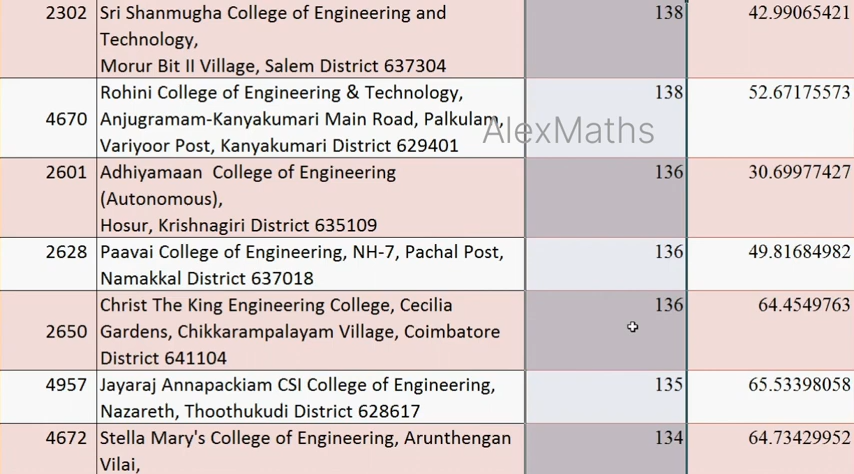 2302 Sri Shanmugha College of Engineering and 138 42.99065421
Technology,
Morur Bit II Village, Salem District 637304
Rohini College of Engineering & Technology, 138 52.67175573
4670 Anjugramam-Kanyakumari Main Road, Palkulam,
Variyoor Post, Kanyakumari District 629401
AlexMaths
2601 Adhiyamaan College of Engineering 136 30.69977427
(Autonomous),
Hosur, Krishnagiri District 635109
2628 Paavai College of Engineering, NH-7, Pachal Post, 136 49.81684982
Namakkal District 637018
Christ The King Engineering College, Cecilia 136 64.4549763
2650 Gardens, Chikkarampalayam Village, Coimbatore
District 641104
4957 Jayaraj Annapackiam CSI College of Engineering, 135 65.53398058
Nazareth, Thoothukudi District 628617
4672 Stella Mary's College of Engineering, Arunthengan 134 64.73429952
Vilai,